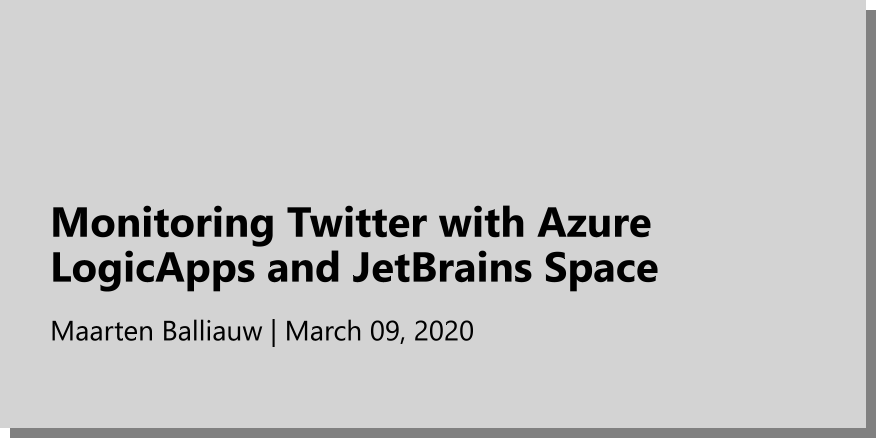 Monitoring Twitter with Azure
LogicApps and JetBrains Space
Maarten Balliauw | March 09, 2020